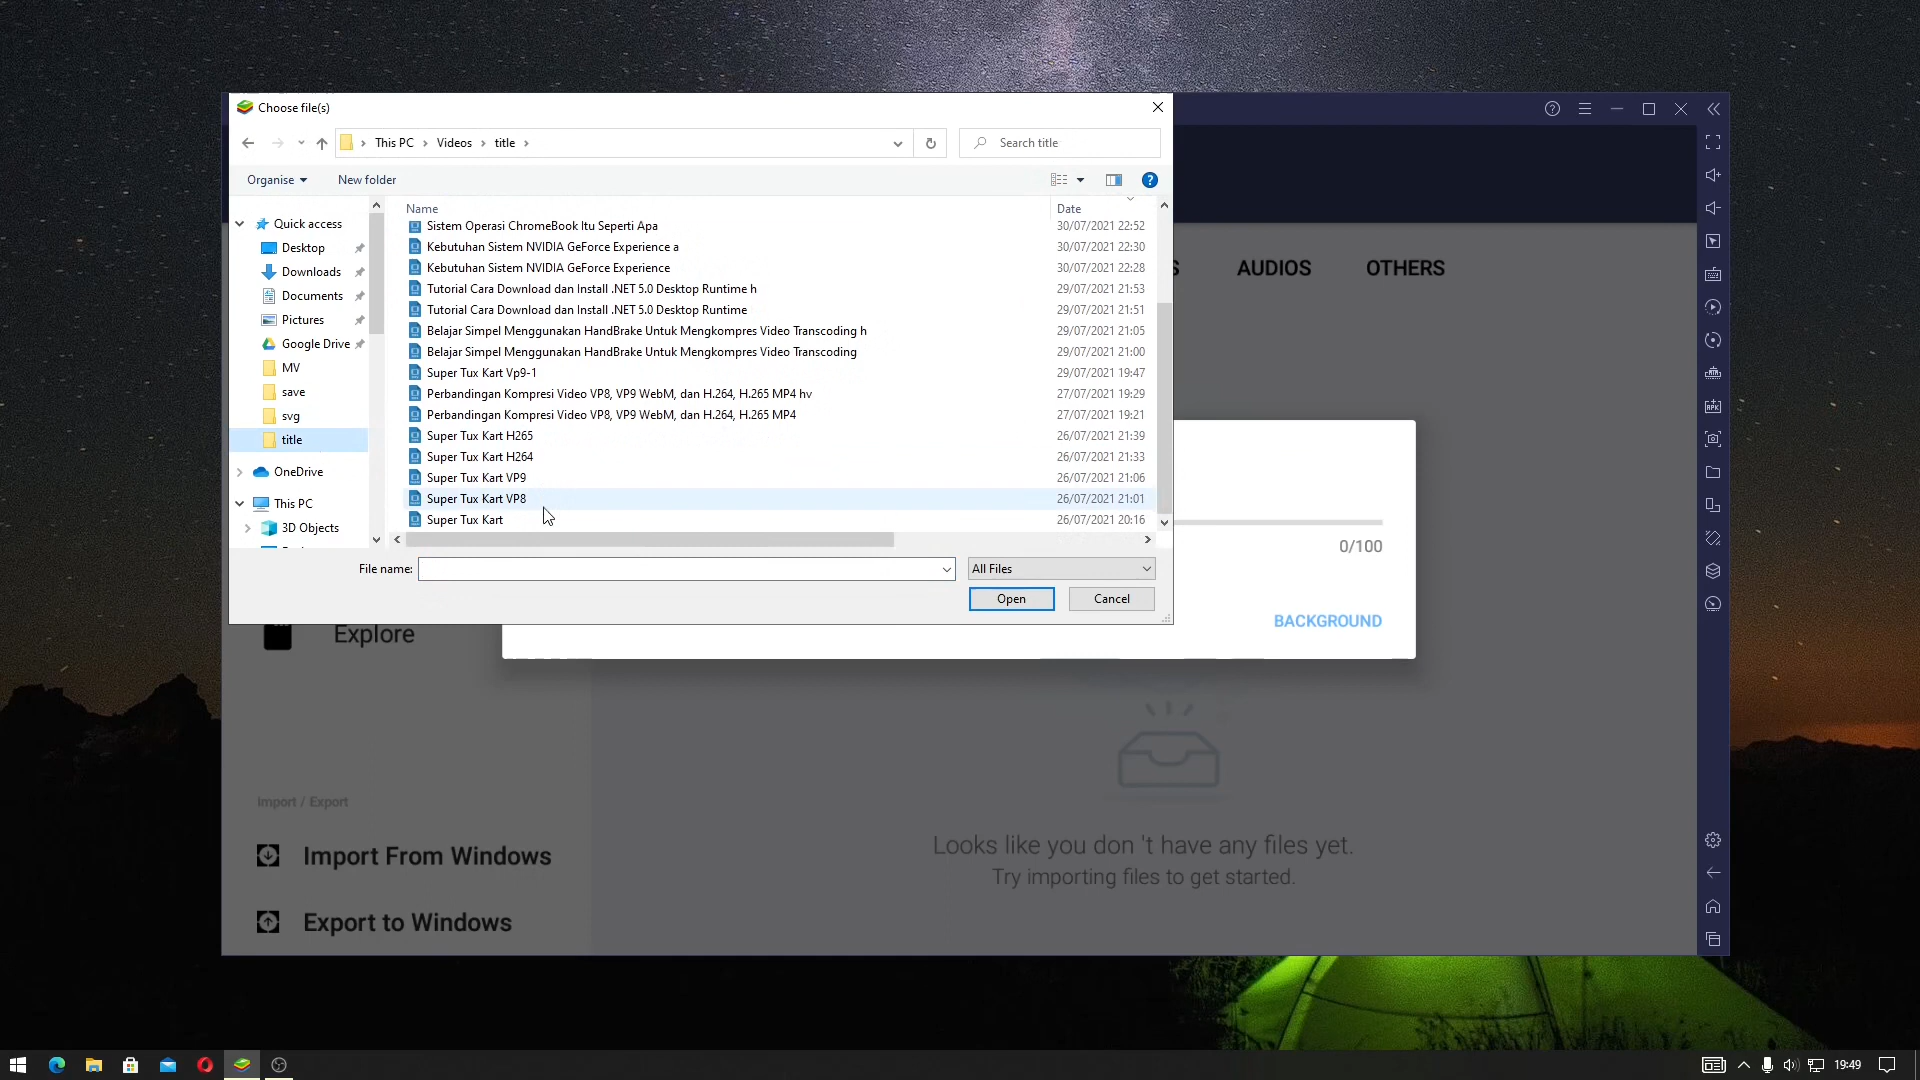 Choose file(s)
This PC > Videos > title >
Search title
Organise
New folder
Name
Date
Quick access
Desktop
Downloads
Documents
Pictures
Google Drive
MV
save
svg
title
OneDrive
This PC
3D Objects
Sistem Operasi ChromeBook Itu Seperti Apa 30/07/2021 22:52
Kebutuhan Sistem NVIDIA GeForce Experience a 30/07/2021 22:30
Kebutuhan Sistem NVIDIA GeForce Experience 30/07/2021 22:28
Tutorial Cara Download dan Install .NET 5.0 Desktop Runtime h 29/07/2021 21:53
Tutorial Cara Download dan Install .NET 5.0 Desktop Runtime 29/07/2021 21:51
Belajar Simpel Menggunakan HandBrake Untuk Mengkompres Video Transcoding h 29/07/2021 21:05
Belajar Simpel Menggunakan HandBrake Untuk Mengkompres Video Transcoding 29/07/2021 21:00
Super Tux Kart Vp9-1 29/07/2021 19:47
Perbandingan Kompresi Video VP8, VP9 WebM, dan H.264, H.265 MP4 hv 27/07/2021 19:29
Perbandingan Kompresi Video VP8, VP9 WebM, dan H.264, H.265 MP4 27/07/2021 19:21
Super Tux Kart H265 26/07/2021 21:39
Super Tux Kart H264 26/07/2021 21:33
Super Tux Kart VP9 26/07/2021 21:06
Super Tux Kart VP8 26/07/2021 21:01
Super Tux Kart 26/07/2021 20:16
File name:
All Files
Open
Cancel
AUDIOS
OTHERS
0/100
BACKGROUND
Explore
Import / Export
Import From Windows
Export to Windows
Looks like you don 't have any files yet.
Try importing files to get started.
19:49